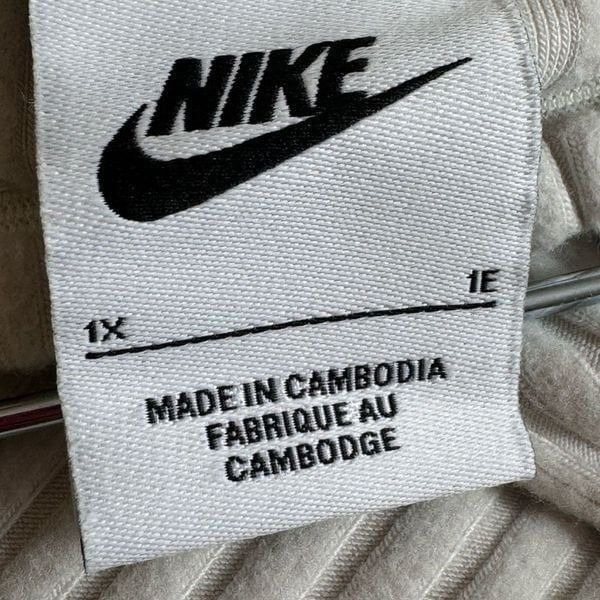 NIKE
1X 1E
MADE IN CAMBODIA
FABRIQUE AU
CAMBODGE